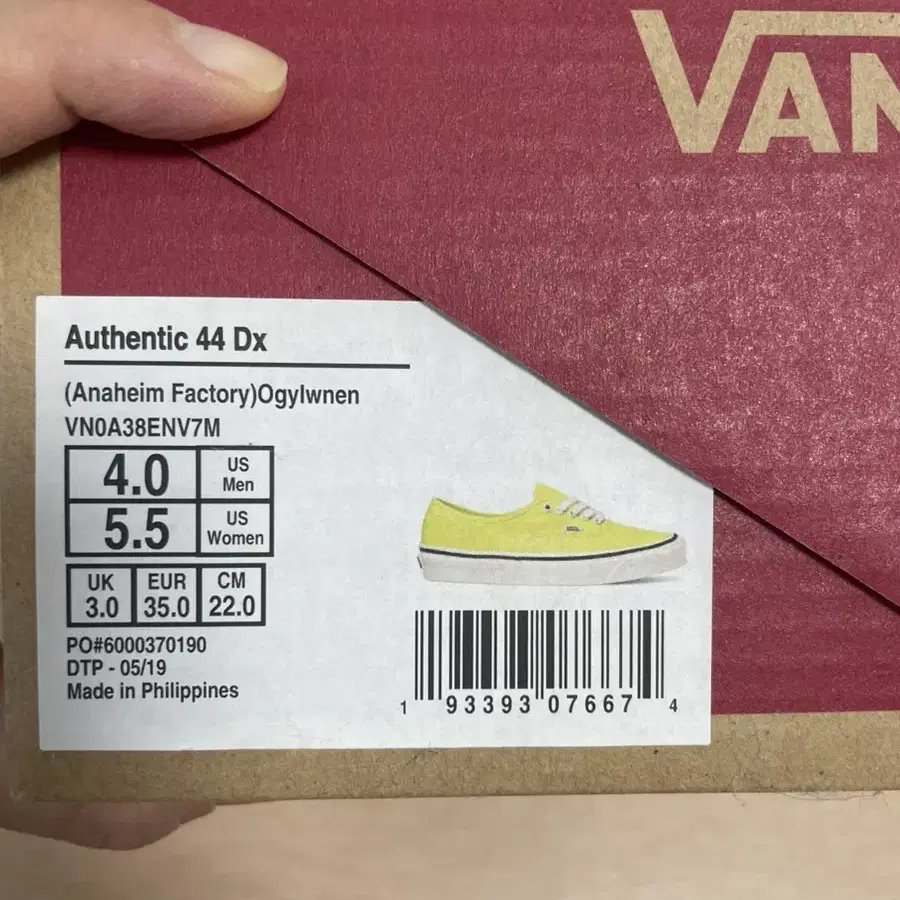 VAN
Authentic 44 Dx
(Anaheim Factory)Ogylwnen
VN0A38ENV7M
4.0 US Men
5.5 US Women
UK 3.0 EUR 35.0 CM 22.0
PO#6000370190
DTP - 05/19
Made in Philippines
1 93393 07667 4